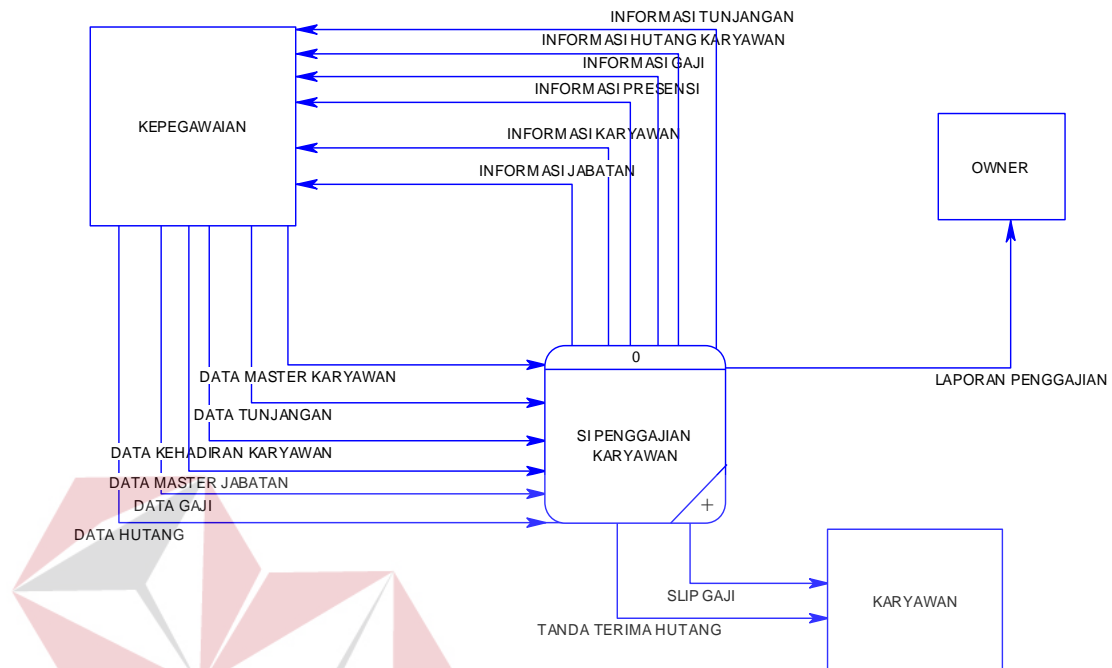 INFORMASI TUNJANGAN
INFORMASI HUTANG KARYAWAN
INFORMASI GAJI
INFORMASI PRESENSI
KEPEGAWAIAN
INFORMASI KARYAWAN
INFORMASI JABATAN
OWNER
0
DATA MASTER KARYAWAN
LAPORAN PENGGAJIAN
DATA TUNJANGAN
SI PENGGAJIAN
KARYAWAN
DATA KEHADIRAN KARYAWAN
DATA MASTER JABATAN
DATA GAJI
+
DATA HUTANG
SLIP GAJI
KARYAWAN
TANDA TERIMA HUTANG